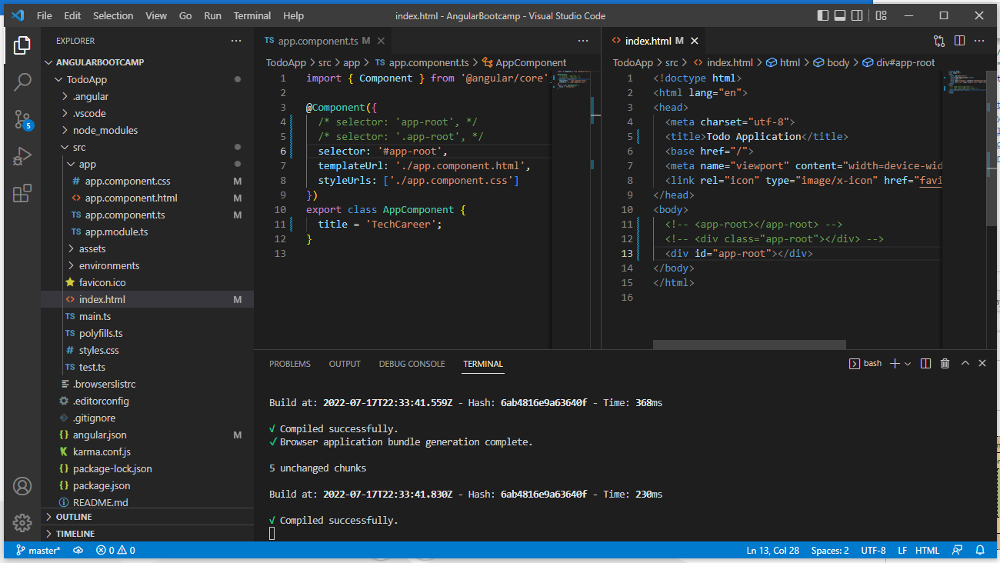 File Edit Selection View Go Run Terminal Help
index.html - AngularBootcamp - Visual Studio Code
EXPLORER
ANGULARBOOTCAMP
TodoApp
.angular
.vscode
node_modules
src
app
# app.component.css M
<> app.component.html M
TS app.component.ts M
TS app.module.ts
assets
environments
favicon.ico
<> index.html M
TS main.ts
TS polyfills.ts
# styles.css
TS test.ts
.browserslistrc
.editorconfig
.gitignore
{} angular.json M
karma.conf.js
{} package-lock.json
{} package.json
README.md
OUTLINE
TIMELINE
5
TS app.component.ts M
TodoApp > src > app > TS app.component.ts > AppComponent
1 import { Component } from '@angular/core'
2
3 @Component({
4 /* selector: 'app-root', */
5 /* selector: '.app-root', */
6 selector: '#app-root',
7 templateUrl: './app.component.html',
8 styleUrls: ['./app.component.css']
9 })
10 export class AppComponent {
11 title = 'TechCareer';
12 }
13
<> index.html M
TodoApp > src > <> index.html > html > body > div#app-root
1 <!doctype html>
2 <html lang="en">
3 <head>
4 <meta charset="utf-8">
5 <title>Todo Application</title>
6 <base href="/">
7 <meta name="viewport" content="width=device-wid
8 <link rel="icon" type="image/x-icon" href="favi
9 </head>
10 <body>
11 <!-- <app-root></app-root> -->
12 <!-- <div class="app-root"></div> -->
13 <div id="app-root"></div>
14 </body>
15 </html>
16
PROBLEMS OUTPUT DEBUG CONSOLE TERMINAL
bash
Build at: 2022-07-17T22:33:41.559Z - Hash: 6ab4816e9a63640f - Time: 368ms
√ Compiled successfully.
✓ Browser application bundle generation complete.
5 unchanged chunks
Build at: 2022-07-17T22:33:41.830Z - Hash: 6ab4816e9a63640f - Time: 230ms
√ Compiled successfully.
master* 0 0
Ln 13, Col 28 Spaces: 2 UTF-8 LF HTML